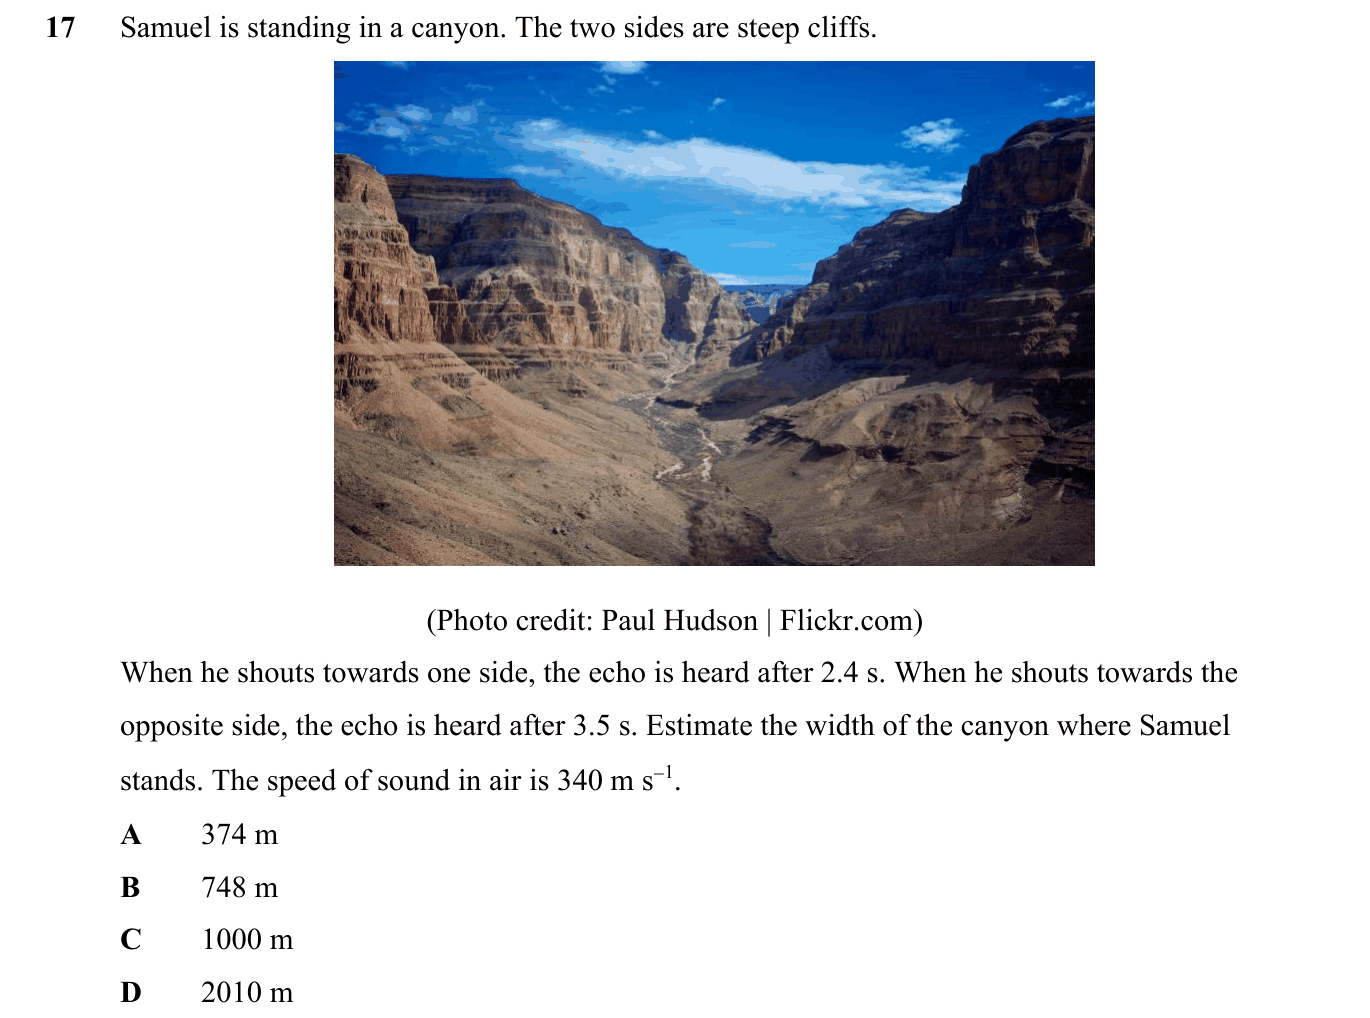 17 Samuel is standing in a canyon. The two sides are steep cliffs.
(Photo credit: Paul Hudson | Flickr.com)
When he shouts towards one side, the echo is heard after 2.4 s. When he shouts towards the
opposite side, the echo is heard after 3.5 s. Estimate the width of the canyon where Samuel
stands. The speed of sound in air is 340 m s⁻¹.
A 374 m
B 748 m
C 1000 m
D 2010 m